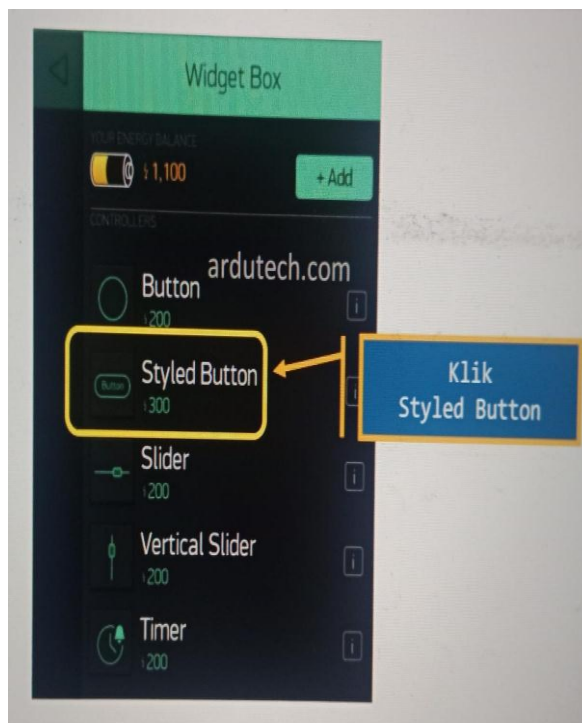 Widget Box
YOUR ENERGY BALANCE
1,100
+ Add
CONTROLLERS
ardutech.com
Button
200
Button
Styled Button
300
Klik
Styled Button
Slider
200
Vertical Slider
200
Timer
200